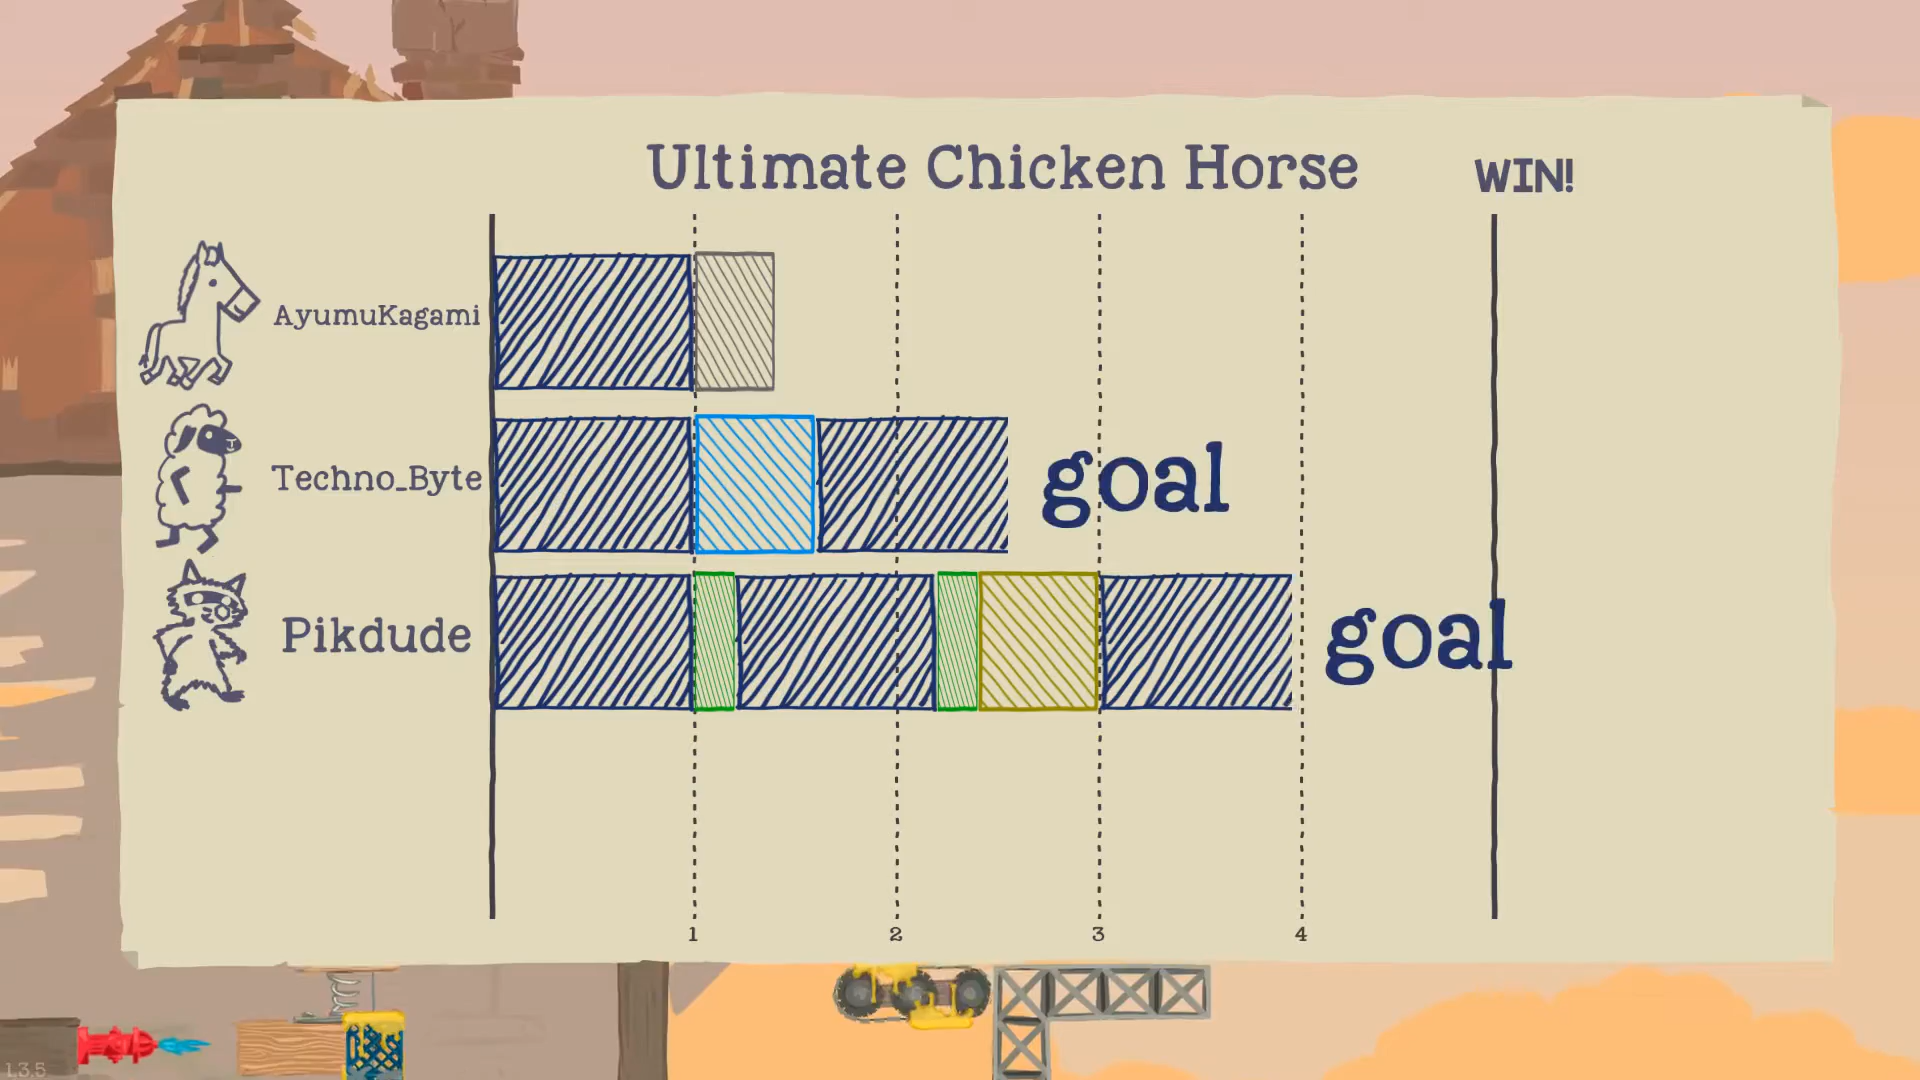 Ultimate Chicken Horse
WIN!
AyumuKagami
Techno_Byte
goal
Pikdude
goal
1 2 3 4
1.3.5